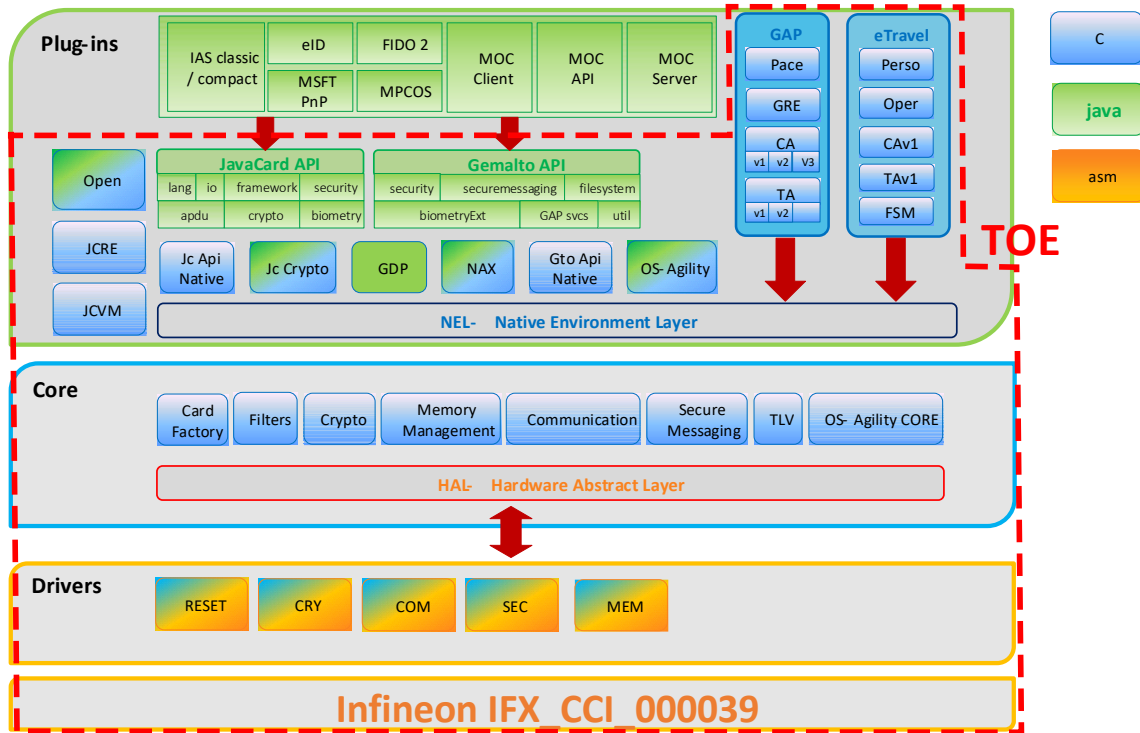 Plug-ins
IAS classic
/ compact
eID
FIDO 2
MSFT
PnP
MPCOS
MOC
Client
MOC
API
MOC
Server
GAP
Pace
GRE
CA
v1 v2 V3
TA
v1 v2
eTravel
Perso
Oper
CAv1
TAv1
FSM
C
java
asm
TOE
Open
JCRE
JCVM
JavaCard API
lang io framework security
apdu crypto biometry
Gemalto API
security securemessaging filesystem
biometryExt GAP svcs util
Jc Api
Native
Jc Crypto
GDP
NAX
Gto Api
Native
OS- Agility
NEL- Native Environment Layer
Core
Card
Factory
Filters
Crypto
Memory
Management
Communication
Secure
Messaging
TLV
OS- Agility CORE
HAL- Hardware Abstract Layer
Drivers
RESET
CRY
COM
SEC
MEM
Infineon IFX_CCI_000039